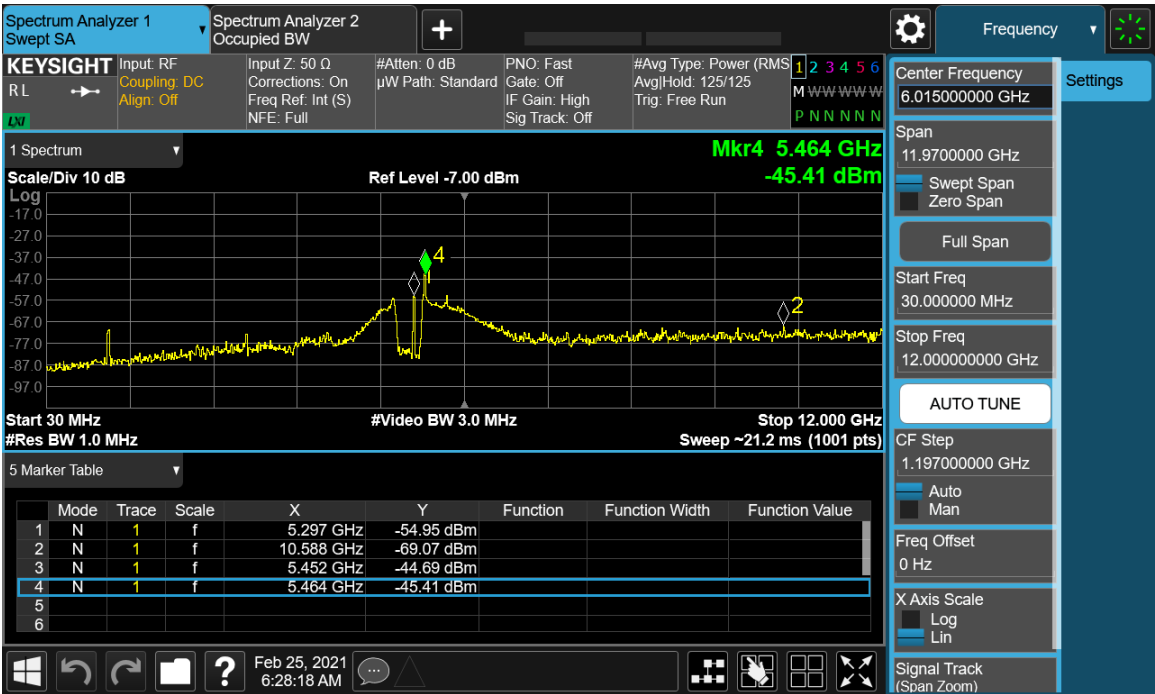 Spectrum Analyzer 1
Swept SA
Spectrum Analyzer 2
Occupied BW
Frequency
KEYSIGHT
R L
LXI
Input: RF
Coupling: DC
Align: Off
Input Z: 50 Ω
Corrections: On
Freq Ref: Int (S)
NFE: Full
#Atten: 0 dB
µW Path: Standard
PNO: Fast
Gate: Off
IF Gain: High
Sig Track: Off
#Avg Type: Power (RMS
Avg|Hold: 125/125
Trig: Free Run
1 2 3 4 5 6
M W W W W W
P N N N N N
1 Spectrum
Scale/Div 10 dB
Ref Level -7.00 dBm
Mkr4 5.464 GHz
-45.41 dBm
Log
-17.0
-27.0
-37.0
-47.0
-57.0
-67.0
-77.0
-87.0
-97.0
4
2
Start 30 MHz
#Video BW 3.0 MHz
Stop 12.000 GHz
#Res BW 1.0 MHz
Sweep ~21.2 ms (1001 pts)
5 Marker Table
Mode Trace Scale X Y Function Function Width Function Value
1 N 1 f 5.297 GHz -54.95 dBm
2 N 1 f 10.588 GHz -69.07 dBm
3 N 1 f 5.452 GHz -44.69 dBm
4 N 1 f 5.464 GHz -45.41 dBm
5
6
?
Feb 25, 2021
6:28:18 AM
Center Frequency
6.015000000 GHz
Settings
Span
11.9700000 GHz
Swept Span
Zero Span
Full Span
Start Freq
30.000000 MHz
Stop Freq
12.000000000 GHz
AUTO TUNE
CF Step
1.197000000 GHz
Auto
Man
Freq Offset
0 Hz
X Axis Scale
Log
Lin
Signal Track
(Span Zoom)